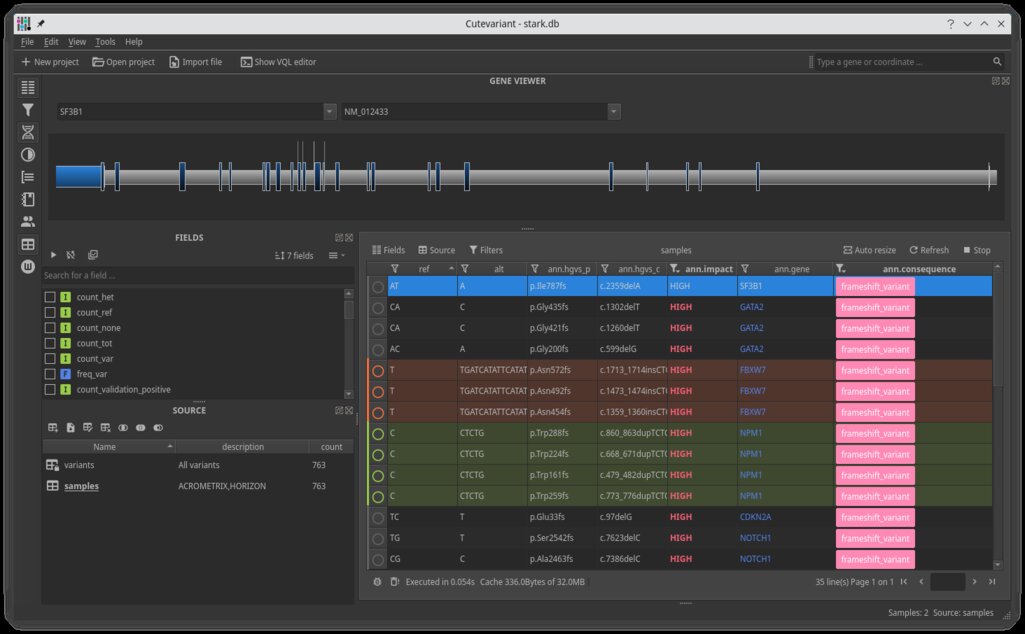 Cutevariant - stark.db
File Edit View Tools Help
New project Open project Import file Show VQL editor Type a gene or coordinate ...
GENE VIEWER
SF3B1 NM_012433
FIELDS
7 fields
Search for a field ...
I count_het
I count_ref
I count_none
I count_tot
I count_var
F freq_var
I count_validation_positive
SOURCE
Name description count
variants All variants 763
samples ACROMETRIX,HORIZON 763
Fields Source Filters samples Auto resize Refresh Stop
ref alt ann.hgvs_p ann.hgvs_c ann.impact ann.gene ann.consequence
AT A p.Ile787fs c.2359delA HIGH SF3B1 frameshift_variant
CA C p.Gly435fs c.1302delT HIGH GATA2 frameshift_variant
CA C p.Gly421fs c.1260delT HIGH GATA2 frameshift_variant
AC A p.Gly200fs c.599delG HIGH GATA2 frameshift_variant
T TGATCATATTCATAT p.Asn572fs c.1713_1714insCT HIGH FBXW7 frameshift_variant
T TGATCATATTCATAT p.Asn492fs c.1473_1474insCT HIGH FBXW7 frameshift_variant
T TGATCATATTCATAT p.Asn454fs c.1359_1360insCT HIGH FBXW7 frameshift_variant
C CTCTG p.Trp288fs c.860_863dupTCT HIGH NPM1 frameshift_variant
C CTCTG p.Trp224fs c.668_671dupTCT HIGH NPM1 frameshift_variant
C CTCTG p.Trp161fs c.479_482dupTCT HIGH NPM1 frameshift_variant
C CTCTG p.Trp259fs c.773_776dupTCT HIGH NPM1 frameshift_variant
TC T p.Glu33fs c.97delG HIGH CDKN2A frameshift_variant
TG T p.Ser2542fs c.7623delC HIGH NOTCH1 frameshift_variant
CG C p.Ala2463fs c.7386delC HIGH NOTCH1 frameshift_variant
Executed in 0.054s Cache 336.0Bytes of 32.0MB 35 line(s) Page 1 on 1
Samples: 2 Source: samples